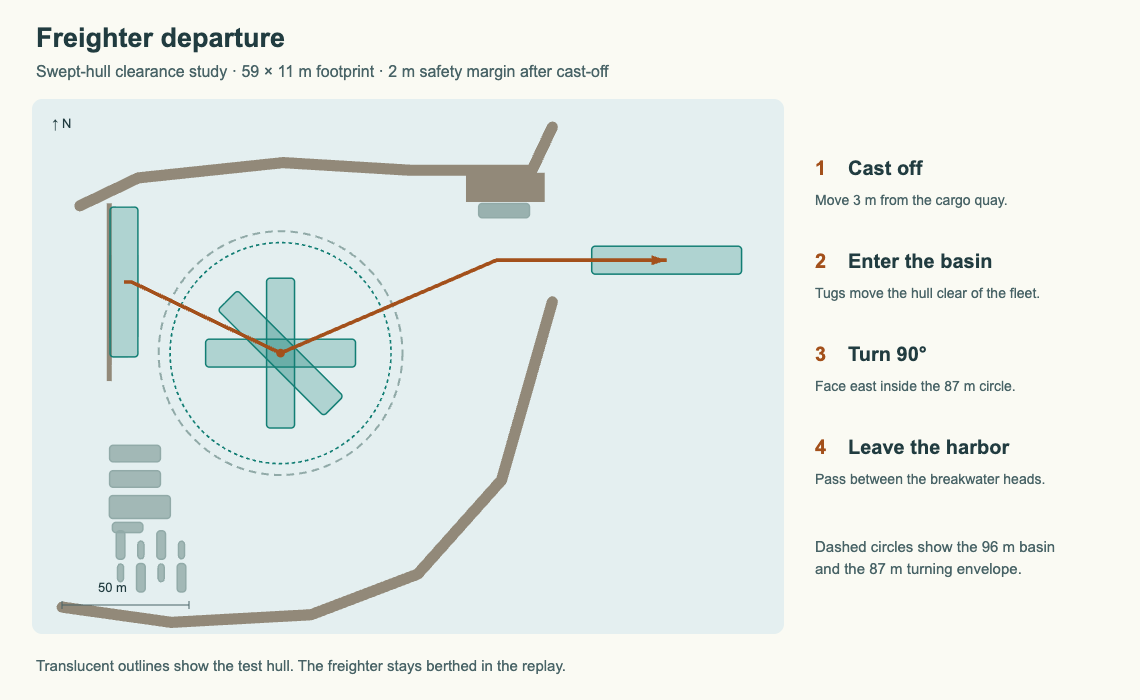 Freighter departure
Swept-hull clearance study · 59 × 11 m footprint · 2 m safety margin after cast-off
↑ N
1 Cast off
Move 3 m from the cargo quay.
2 Enter the basin
Tugs move the hull clear of the fleet.
3 Turn 90°
Face east inside the 87 m circle.
4 Leave the harbor
Pass between the breakwater heads.
Dashed circles show the 96 m basin
and the 87 m turning envelope.
50 m
Translucent outlines show the test hull. The freighter stays berthed in the replay.